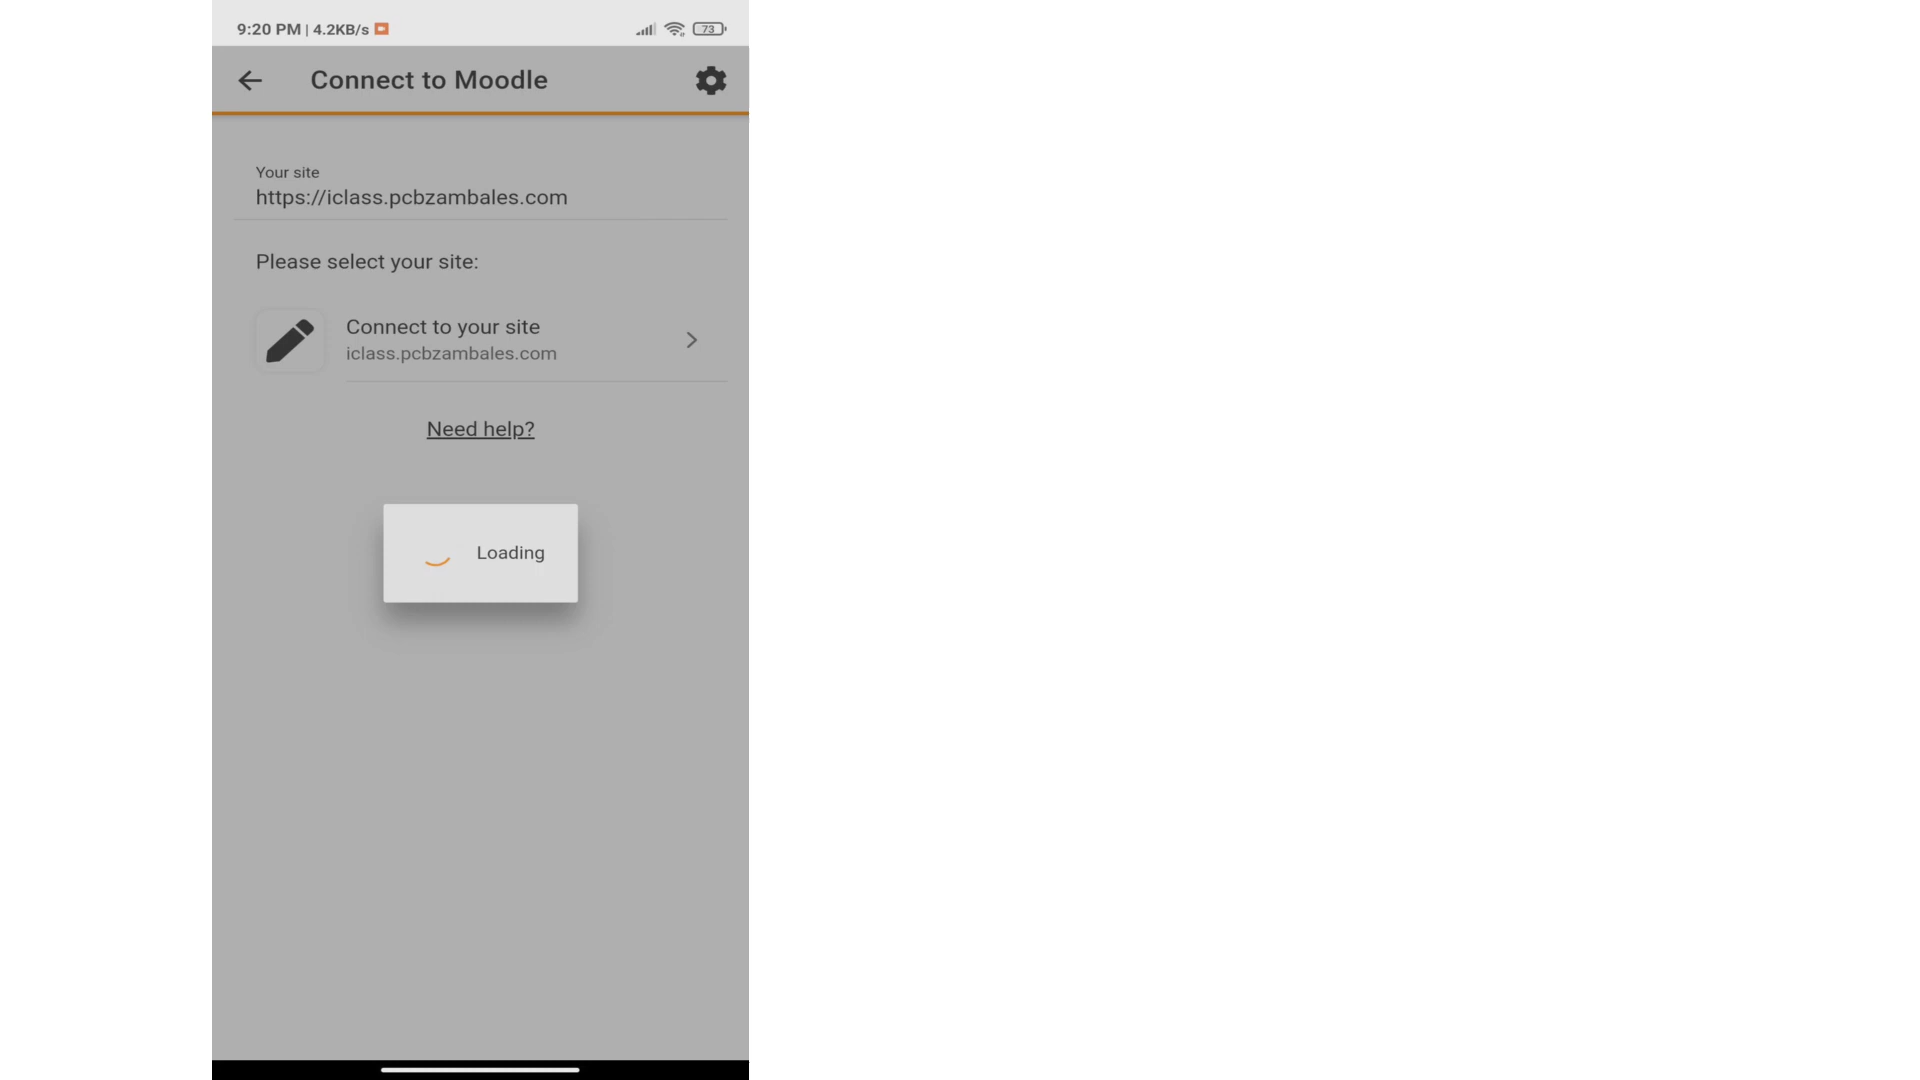 9:20 PM | 4.2KB/s
73
Connect to Moodle
Your site
https://iclass.pcbzambales.com
Please select your site:
Connect to your site
iclass.pcbzambales.com
Need help?
Loading